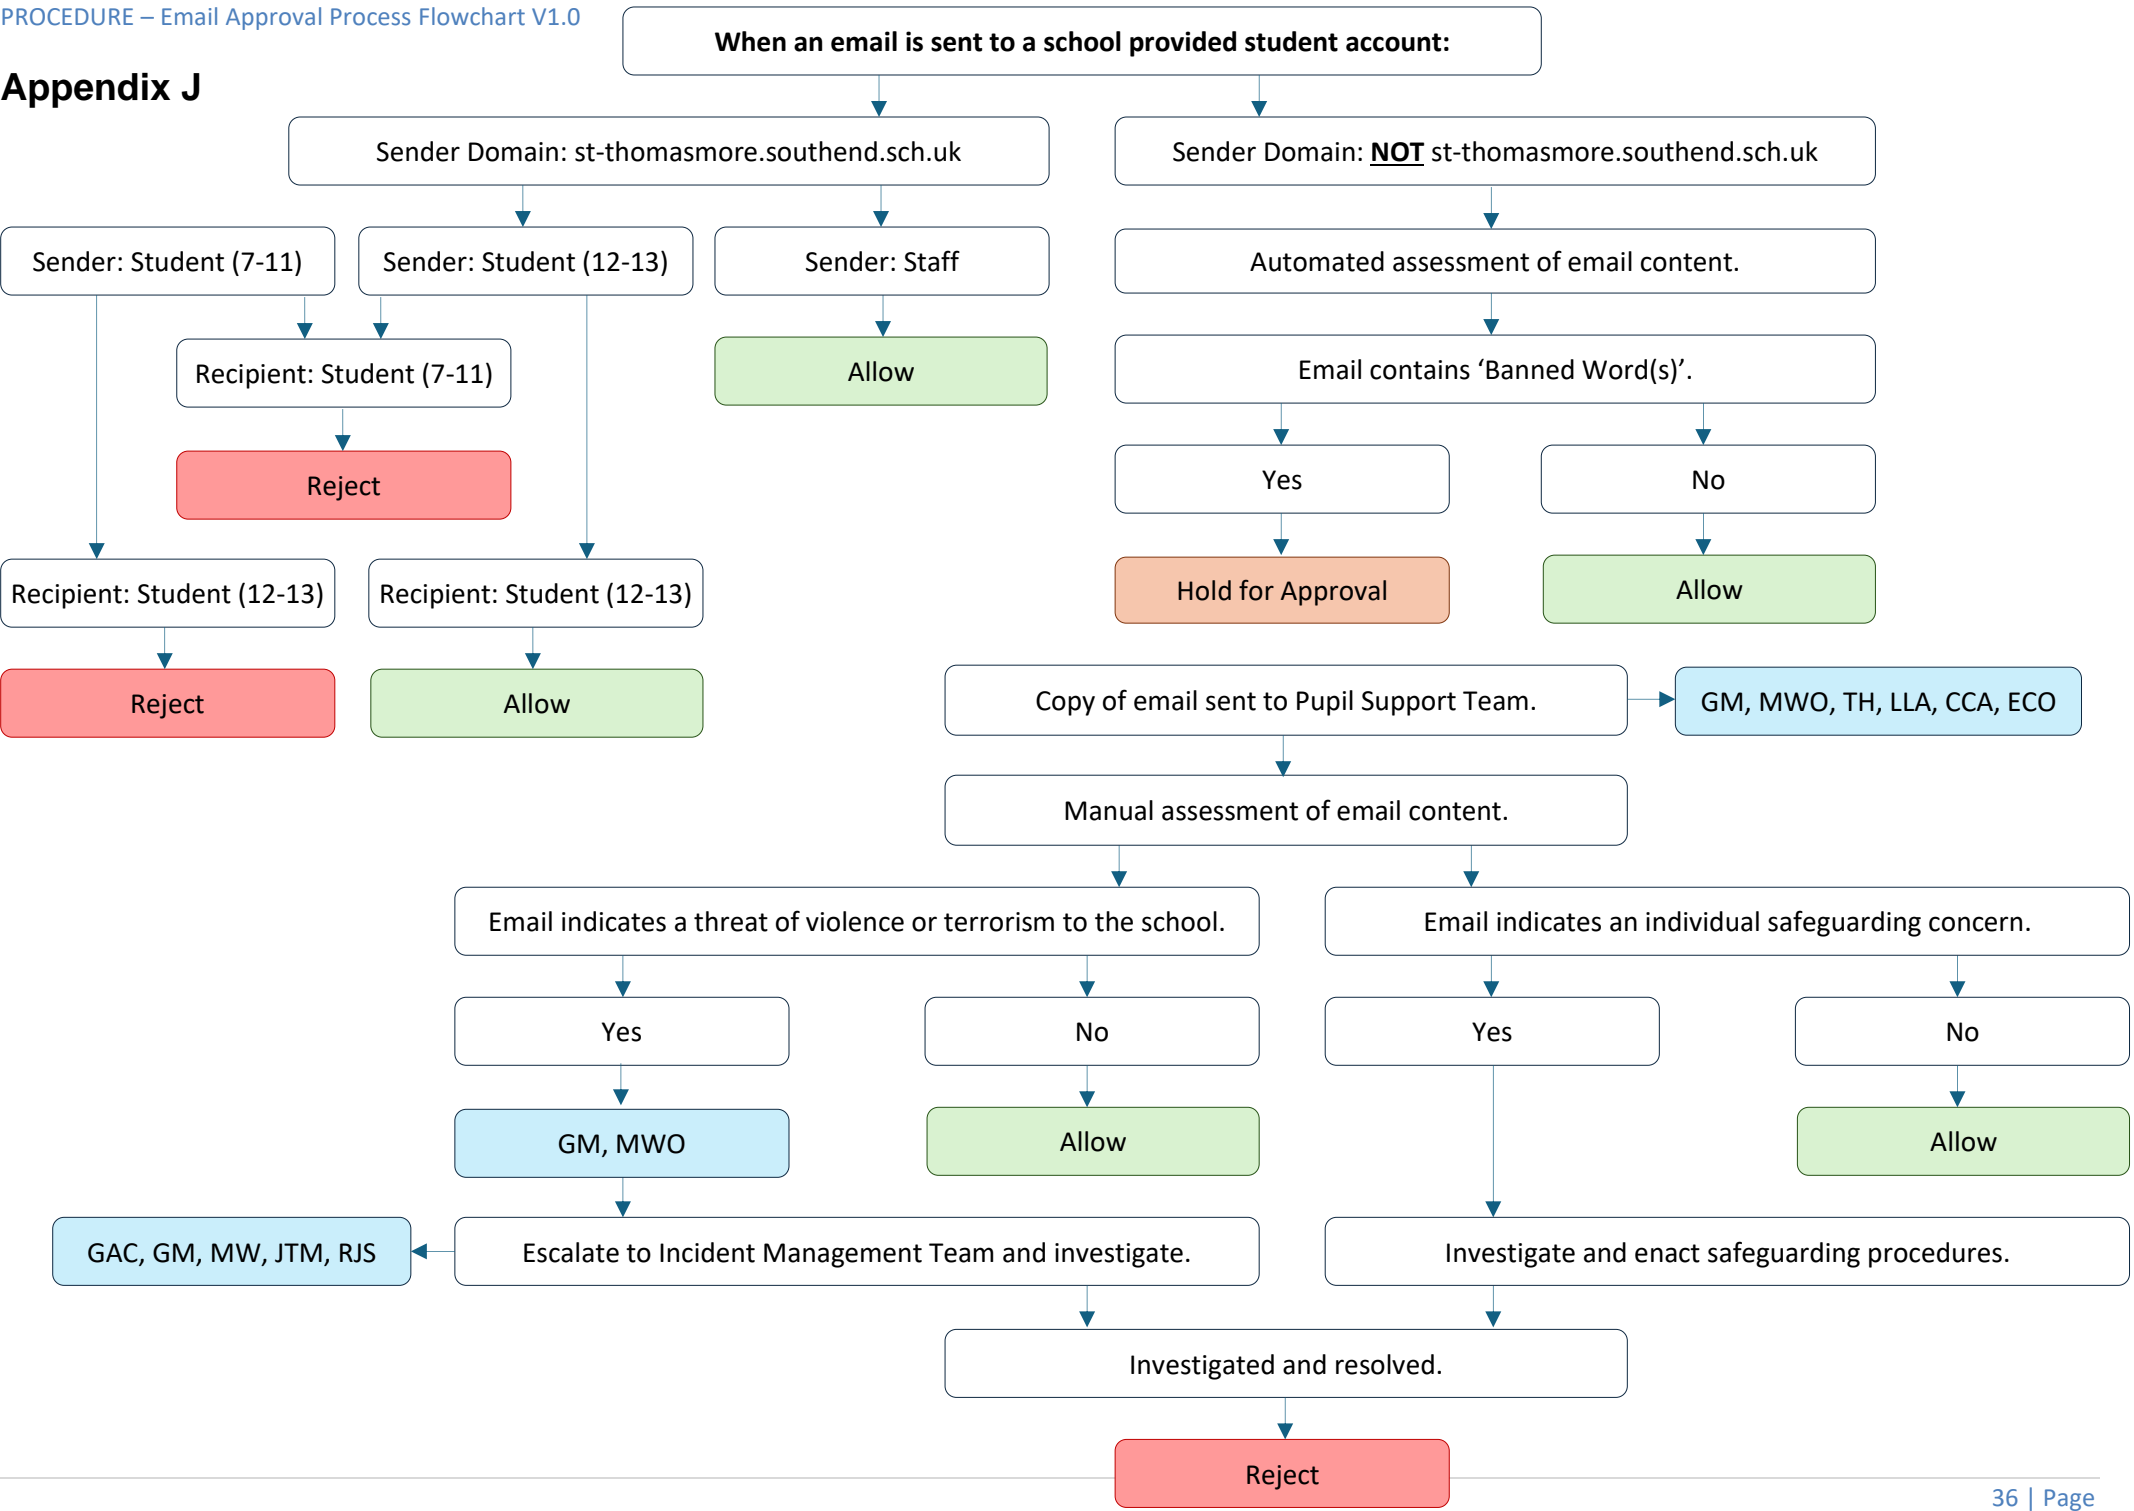 PROCEDURE – Email Approval Process Flowchart V1.0
Appendix J
When an email is sent to a school provided student account:
Sender Domain: st-thomasmore.southend.sch.uk
Sender Domain: NOT st-thomasmore.southend.sch.uk
Sender: Student (7-11)
Sender: Student (12-13)
Sender: Staff
Automated assessment of email content.
Recipient: Student (7-11)
Allow
Email contains ‘Banned Word(s)’.
Reject
Yes
No
Recipient: Student (12-13)
Recipient: Student (12-13)
Hold for Approval
Allow
Reject
Allow
Copy of email sent to Pupil Support Team.
GM, MWO, TH, LLA, CCA, ECO
Manual assessment of email content.
Email indicates a threat of violence or terrorism to the school.
Email indicates an individual safeguarding concern.
Yes
No
Yes
No
GM, MWO
Allow
Allow
GAC, GM, MW, JTM, RJS
Escalate to Incident Management Team and investigate.
Investigate and enact safeguarding procedures.
Investigated and resolved.
Reject
36 | Page